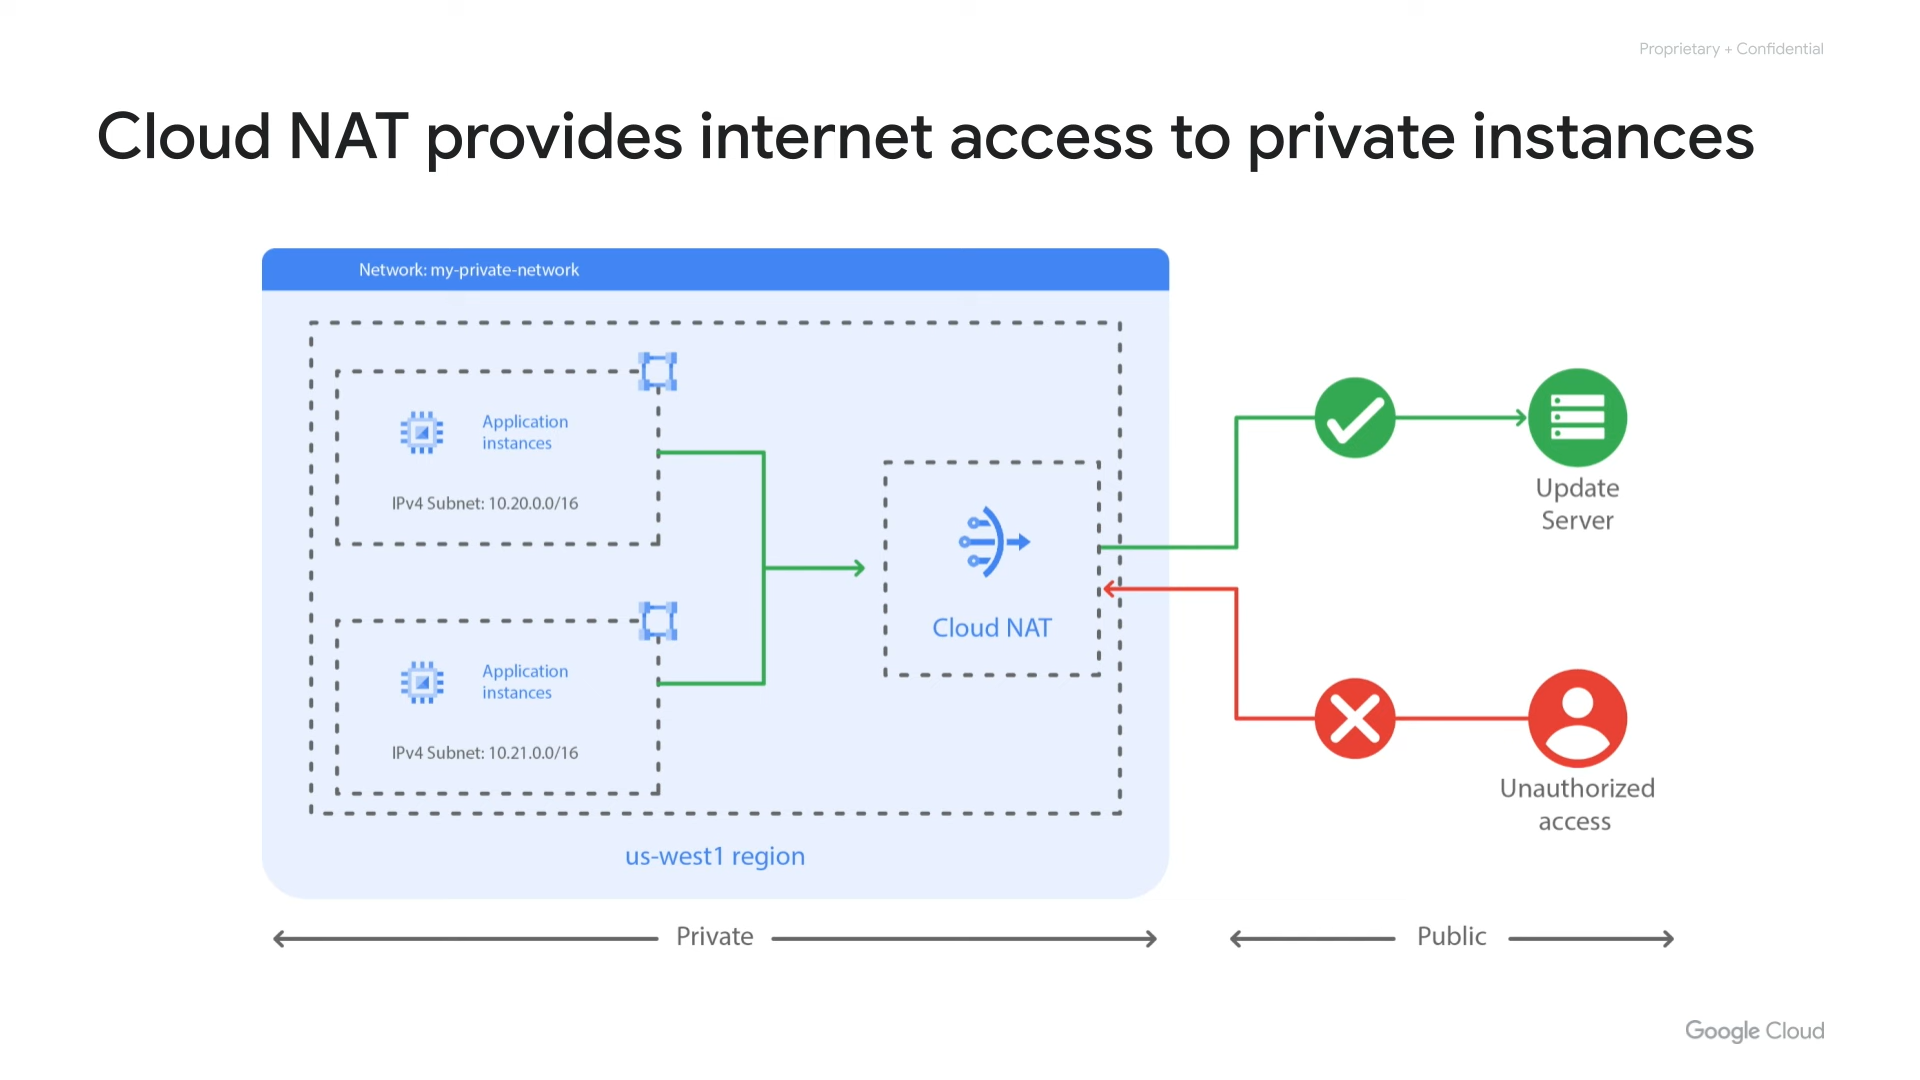 Proprietary + Confidential
Cloud NAT provides internet access to private instances
Network: my-private-network
Application
instances
IPv4 Subnet: 10.20.0.0/16
Application
instances
IPv4 Subnet: 10.21.0.0/16
Cloud NAT
us-west1 region
Update
Server
Unauthorized
access
Private
Public
Google Cloud